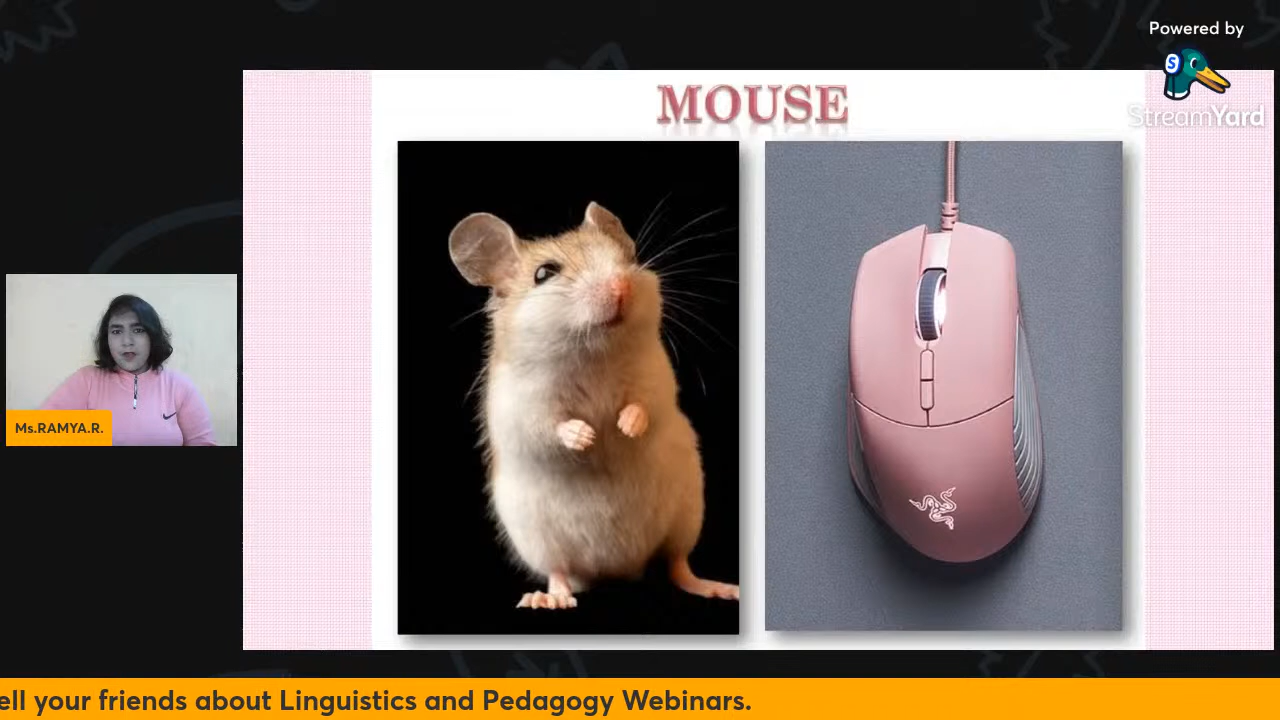 Powered by
S
StreamYard
MOUSE
Ms.RAMYA.R.
ell your friends about Linguistics and Pedagogy Webinars.